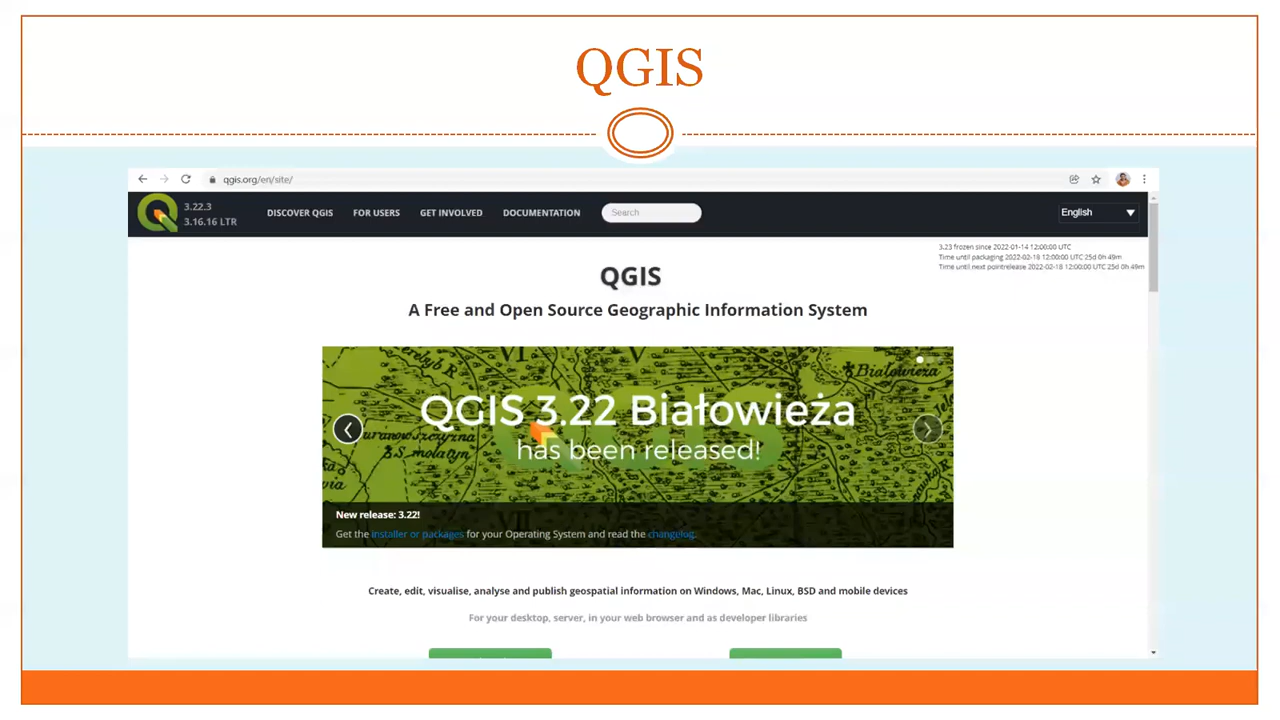 QGIS
qgis.org/en/site/
3.22.3
3.16.16 LTR
DISCOVER QGIS
FOR USERS
GET INVOLVED
DOCUMENTATION
Search
English
3.23 frozen since 2022-01-14 12:00:00 UTC
Time until packaging 2022-02-18 12:00:00 UTC 25d 0h 49m
Time until next pointrelease 2022-02-18 12:00:00 UTC 25d 0h 49m
QGIS
A Free and Open Source Geographic Information System
VI
V
Białowieża
QGIS 3.22 Białowieża
has been released!
S. molatyn
New release: 3.22!
Get the installer or packages for your Operating System and read the changelog.
Create, edit, visualise, analyse and publish geospatial information on Windows, Mac, Linux, BSD and mobile devices
For your desktop, server, in your web browser and as developer libraries